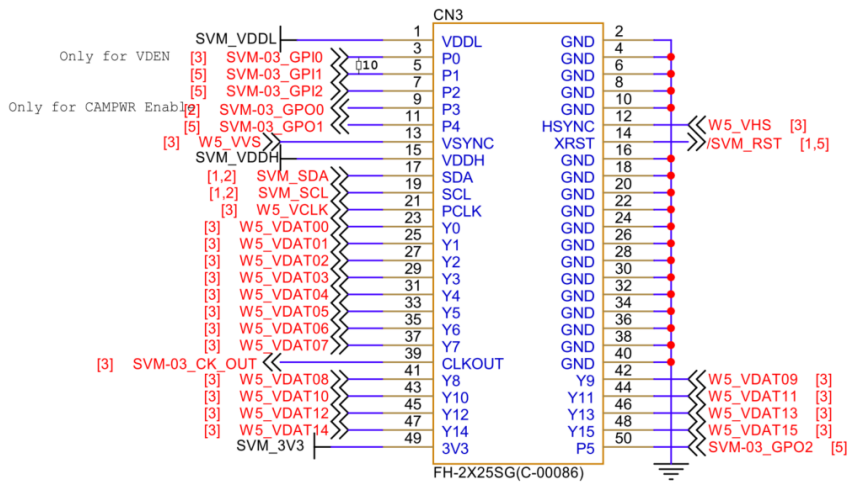 CN3
SVM_VDDL 1 VDDL GND 2
Only for VDEN [3] SVM-03_GPI0 3 P0 GND 4
10
[5] SVM-03_GPI1 5 P1 GND 6
[5] SVM-03_GPI2 7 P2 GND 8
Only for CAMPWR Enable [2] SVM-03_GPO0 9 P3 GND 10
[5] SVM-03_GPO1 11 P4 HSYNC 12 W5_VHS [3]
[3] W5_VVS 13 VSYNC XRST 14 /SVM_RST [1,5]
SVM_VDDH 15 VDDH GND 16
[1,2] SVM_SDA 17 SDA GND 18
[1,2] SVM_SCL 19 SCL GND 20
[3] W5_VCLK 21 PCLK GND 22
[3] W5_VDAT00 23 Y0 GND 24
[3] W5_VDAT01 25 Y1 GND 26
[3] W5_VDAT02 27 Y2 GND 28
[3] W5_VDAT03 29 Y3 GND 30
[3] W5_VDAT04 31 Y4 GND 32
[3] W5_VDAT05 33 Y5 GND 34
[3] W5_VDAT06 35 Y6 GND 36
[3] W5_VDAT07 37 Y7 GND 38
[3] SVM-03_CK_OUT 39 CLKOUT GND 40
[3] W5_VDAT08 41 Y8 Y9 42 W5_VDAT09 [3]
[3] W5_VDAT10 43 Y10 Y11 44 W5_VDAT11 [3]
[3] W5_VDAT12 45 Y12 Y13 46 W5_VDAT13 [3]
[3] W5_VDAT14 47 Y14 Y15 48 W5_VDAT15 [3]
SVM_3V3 49 3V3 P5 50 SVM-03_GPO2 [5]
FH-2X25SG(C-00086)